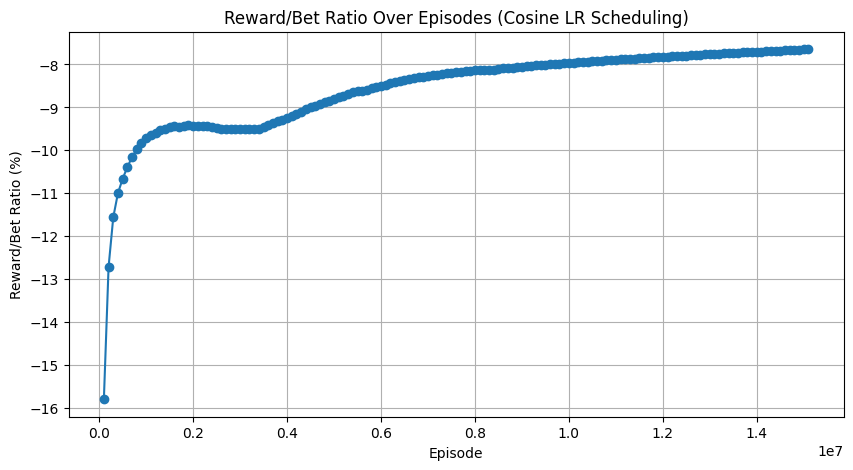 Reward/Bet Ratio Over Episodes (Cosine LR Scheduling)
Reward/Bet Ratio (%)
−8
−9
−10
−11
−12
−13
−14
−15
−16
0.0 0.2 0.4 0.6 0.8 1.0 1.2 1.4
1e7
Episode